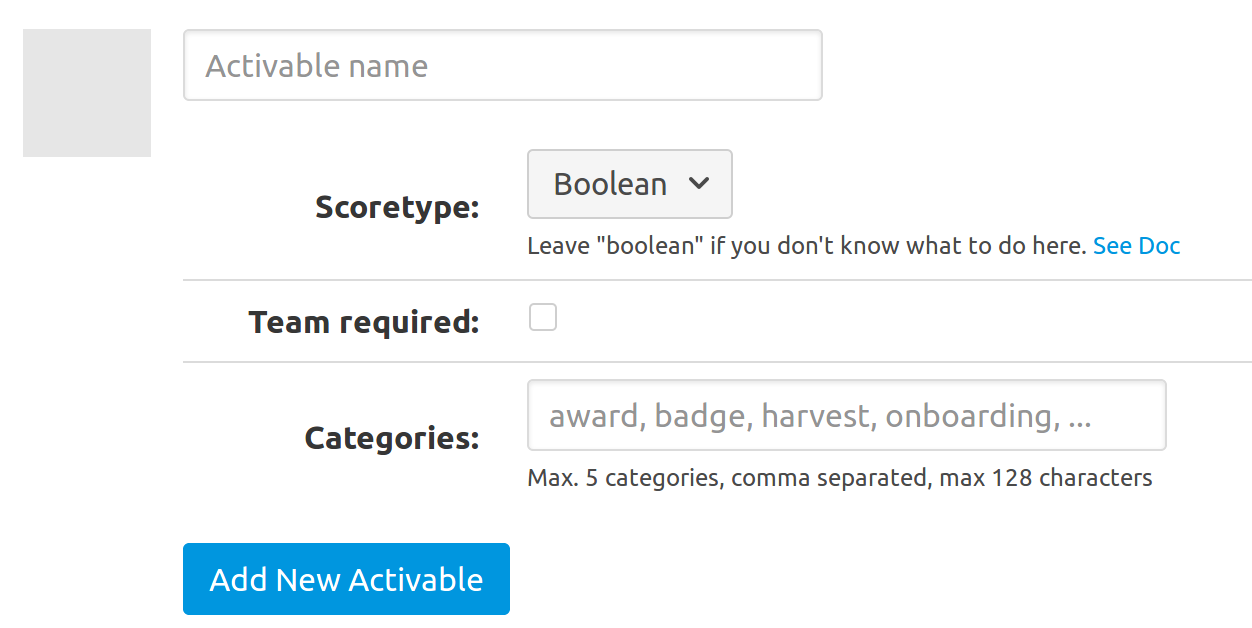 Activable name
Scoretype:
Boolean
Leave "boolean" if you don't know what to do here. See Doc
Team required:
Categories:
award, badge, harvest, onboarding, ...
Max. 5 categories, comma separated, max 128 characters
Add New Activable